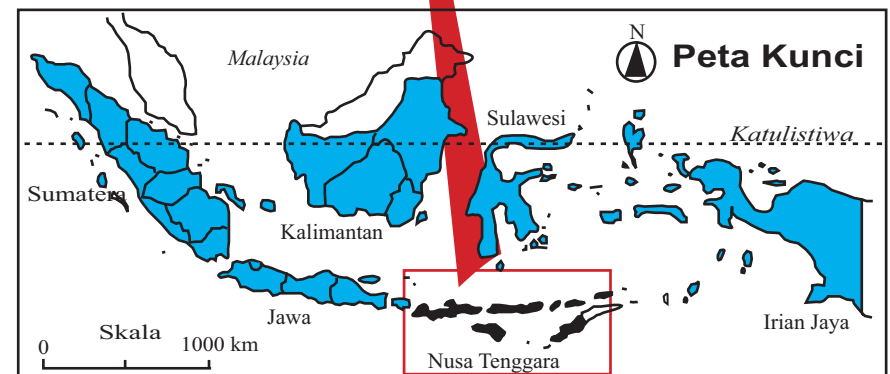 N
Peta Kunci
Malaysia
Sulawesi
Katulistiwa
Sumatera
Kalimantan
Jawa
Irian Jaya
Skala
0 1000 km
Nusa Tenggara